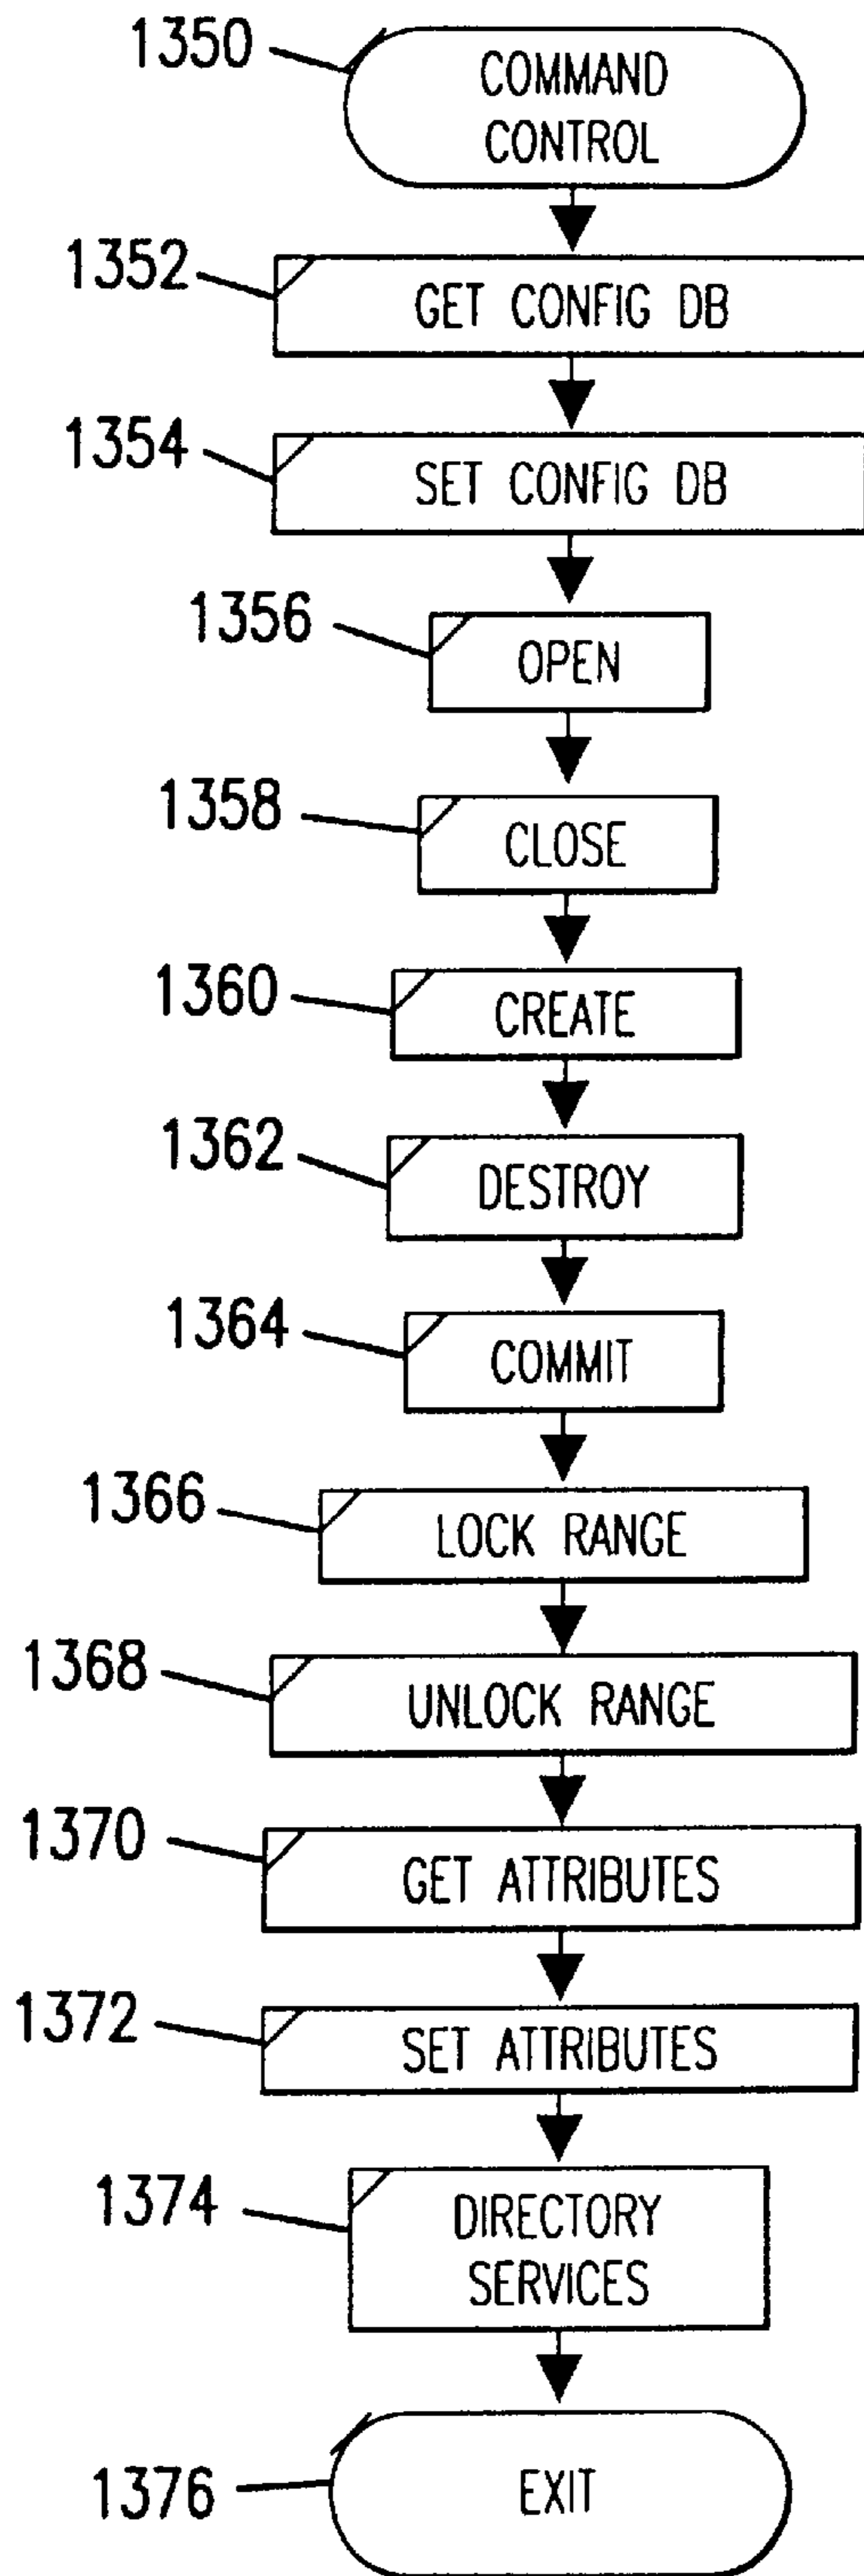 1350
COMMAND
CONTROL
1352
GET CONFIG DB
1354
SET CONFIG DB
1356
OPEN
1358
CLOSE
1360
CREATE
1362
DESTROY
1364
COMMIT
1366
LOCK RANGE
1368
UNLOCK RANGE
1370
GET ATTRIBUTES
1372
SET ATTRIBUTES
1374
DIRECTORY
SERVICES
1376
EXIT